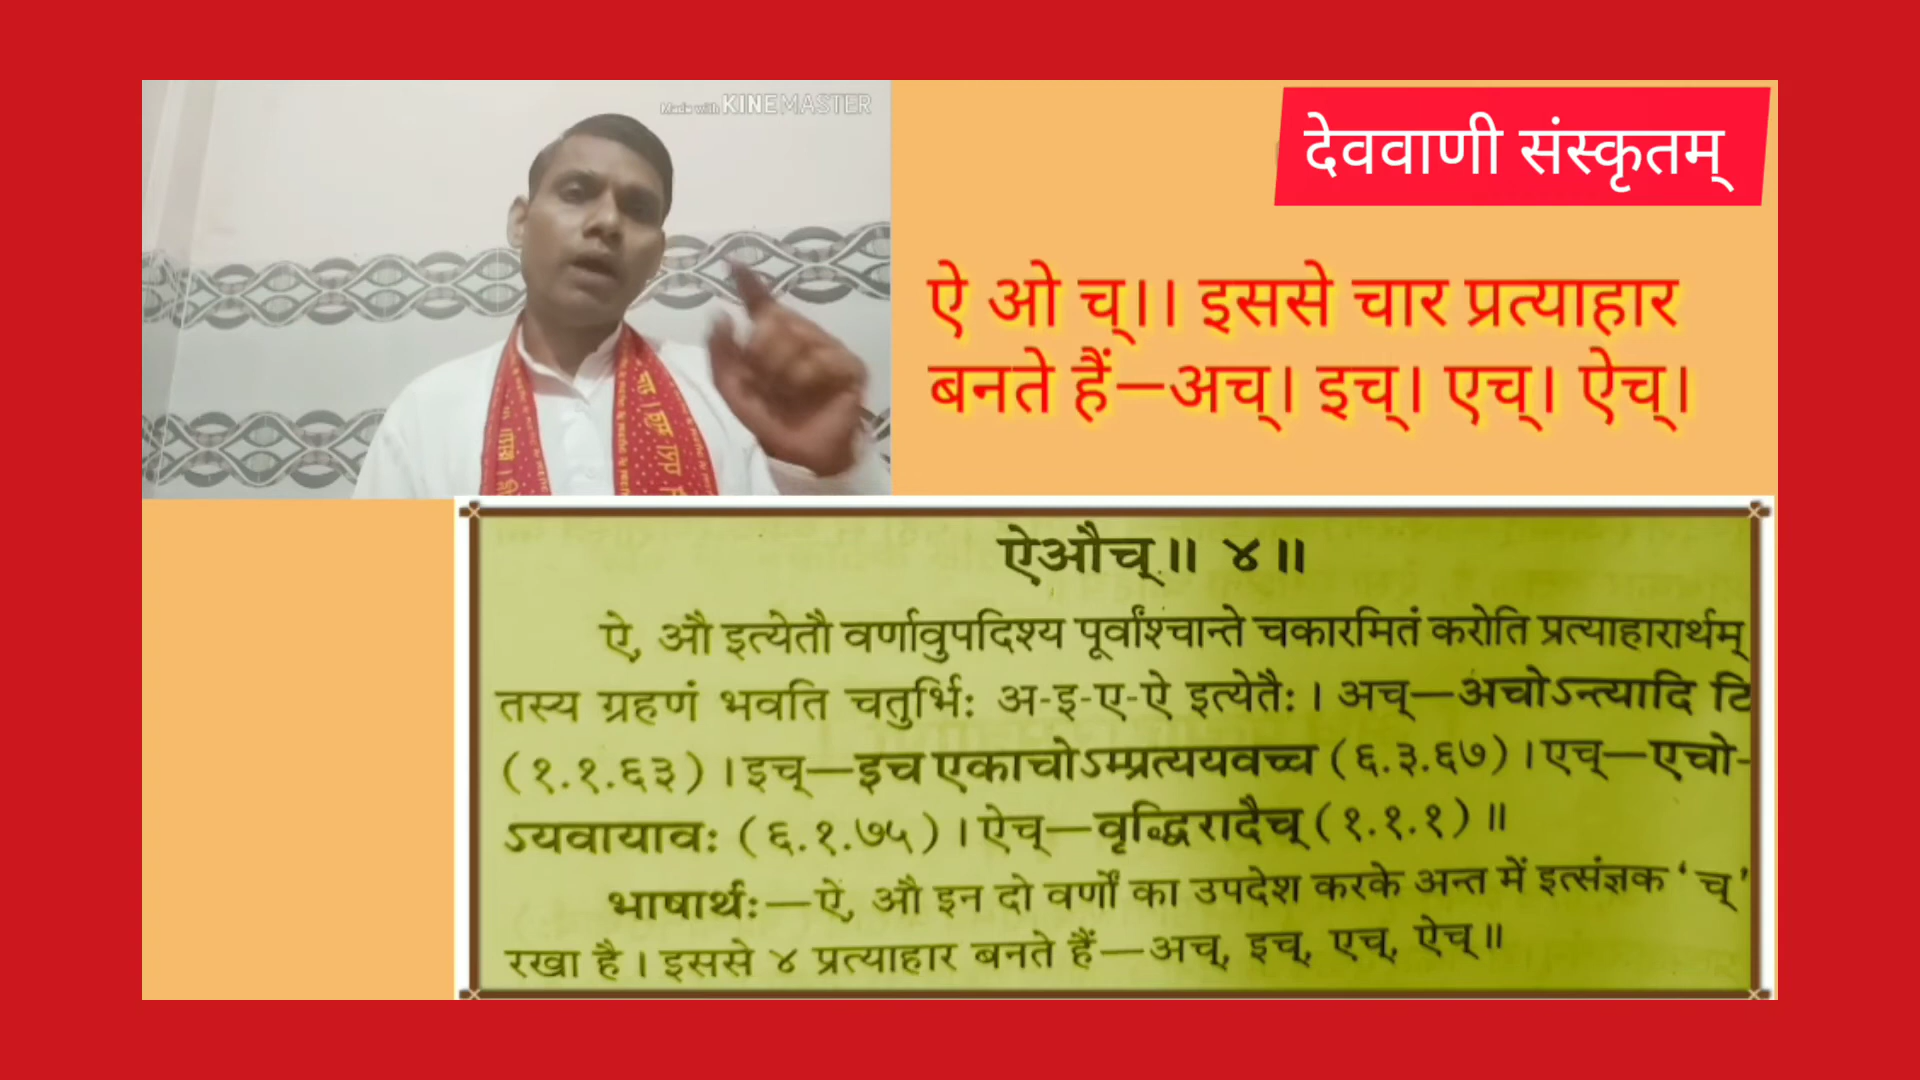 Made with KINEMASTER
देववाणी संस्कृतम्
ऐ ओ च्।। इससे चार प्रत्याहार
बनते हैं—अच्। इच्। एच्। ऐच्।
ऐऔच् ॥ ४ ॥
ऐ, औ इत्येतौ वर्णावुपदिश्य पूर्वांश्चान्ते चकारमितं करोति प्रत्याहारार्थम्
तस्य ग्रहणं भवति चतुर्भिः अ-इ-ए-ऐ इत्येतैः । अच्—अचोऽन्त्यादि टि
(१.१.६३) । इच्—इच एकाचोऽम्प्रत्ययवच्च (६.३.६७) । एच्—एचो-
ऽयवायावः (६.१.७५) । ऐच्—वृद्धिरादैच् (१.१.१) ॥
भाषार्थः—ऐ, औ इन दो वर्णों का उपदेश करके अन्त में इत्संज्ञक ‘च्’
रखा है । इससे ४ प्रत्याहार बनते हैं—अच्, इच्, एच्, ऐच् ॥